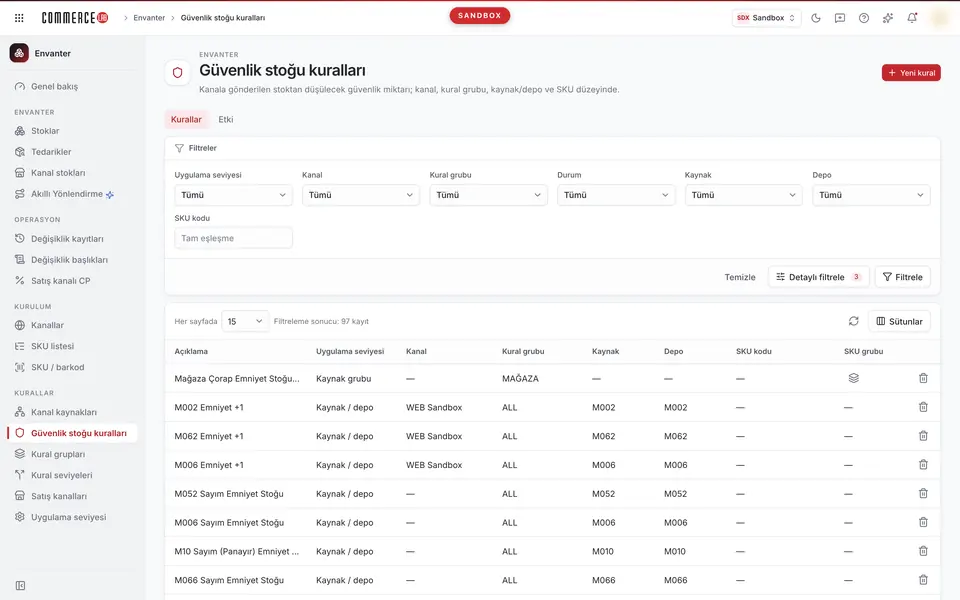 COMMERCE LAB
Envanter
Güvenlik stoğu kuralları
SANDBOX
SDX Sandbox
Envanter
Genel bakış
ENVANTER
Stoklar
Tedarikler
Kanal stokları
Akıllı Yönlendirme
OPERASYON
Değişiklik kayıtları
Değişiklik başlıkları
Satış kanalı CP
KURULUM
Kanallar
SKU listesi
SKU / barkod
KURALLAR
Kanal kaynakları
Güvenlik stoğu kuralları
Kural grupları
Kural seviyeleri
Satış kanalları
Uygulama seviyesi
ENVANTER
Güvenlik stoğu kuralları
Kanala gönderilen stoktan düşülecek güvenlik miktarı; kanal, kural grubu, kaynak/depo ve SKU düzeyinde.
+ Yeni kural
Kurallar Etki
Filtreler
Uygulama seviyesi Kanal Kural grubu Durum Kaynak Depo
Tümü Tümü Tümü Tümü Tümü Tümü
SKU kodu
Tam eşleşme
Temizle Detaylı filtrele 3 Filtrele
Her sayfada 15 Filtreleme sonucu: 97 kayıt Sütunlar
Açıklama Uygulama seviyesi Kanal Kural grubu Kaynak Depo SKU kodu SKU grubu
Mağaza Çorap Emniyet Stoğu... Kaynak grubu — MAĞAZA — — —
M002 Emniyet +1 Kaynak / depo WEB Sandbox ALL M002 M002 — —
M062 Emniyet +1 Kaynak / depo WEB Sandbox ALL M062 M062 — —
M006 Emniyet +1 Kaynak / depo WEB Sandbox ALL M006 M006 — —
M052 Sayım Emniyet Stoğu Kaynak / depo — ALL M052 M052 — —
M006 Sayım Emniyet Stoğu Kaynak / depo — ALL M006 M006 — —
M10 Sayım (Panayır) Emniyet ... Kaynak / depo — ALL M010 M010 — —
M066 Sayım Emniyet Stoğu Kaynak / depo — ALL M066 M066 — —